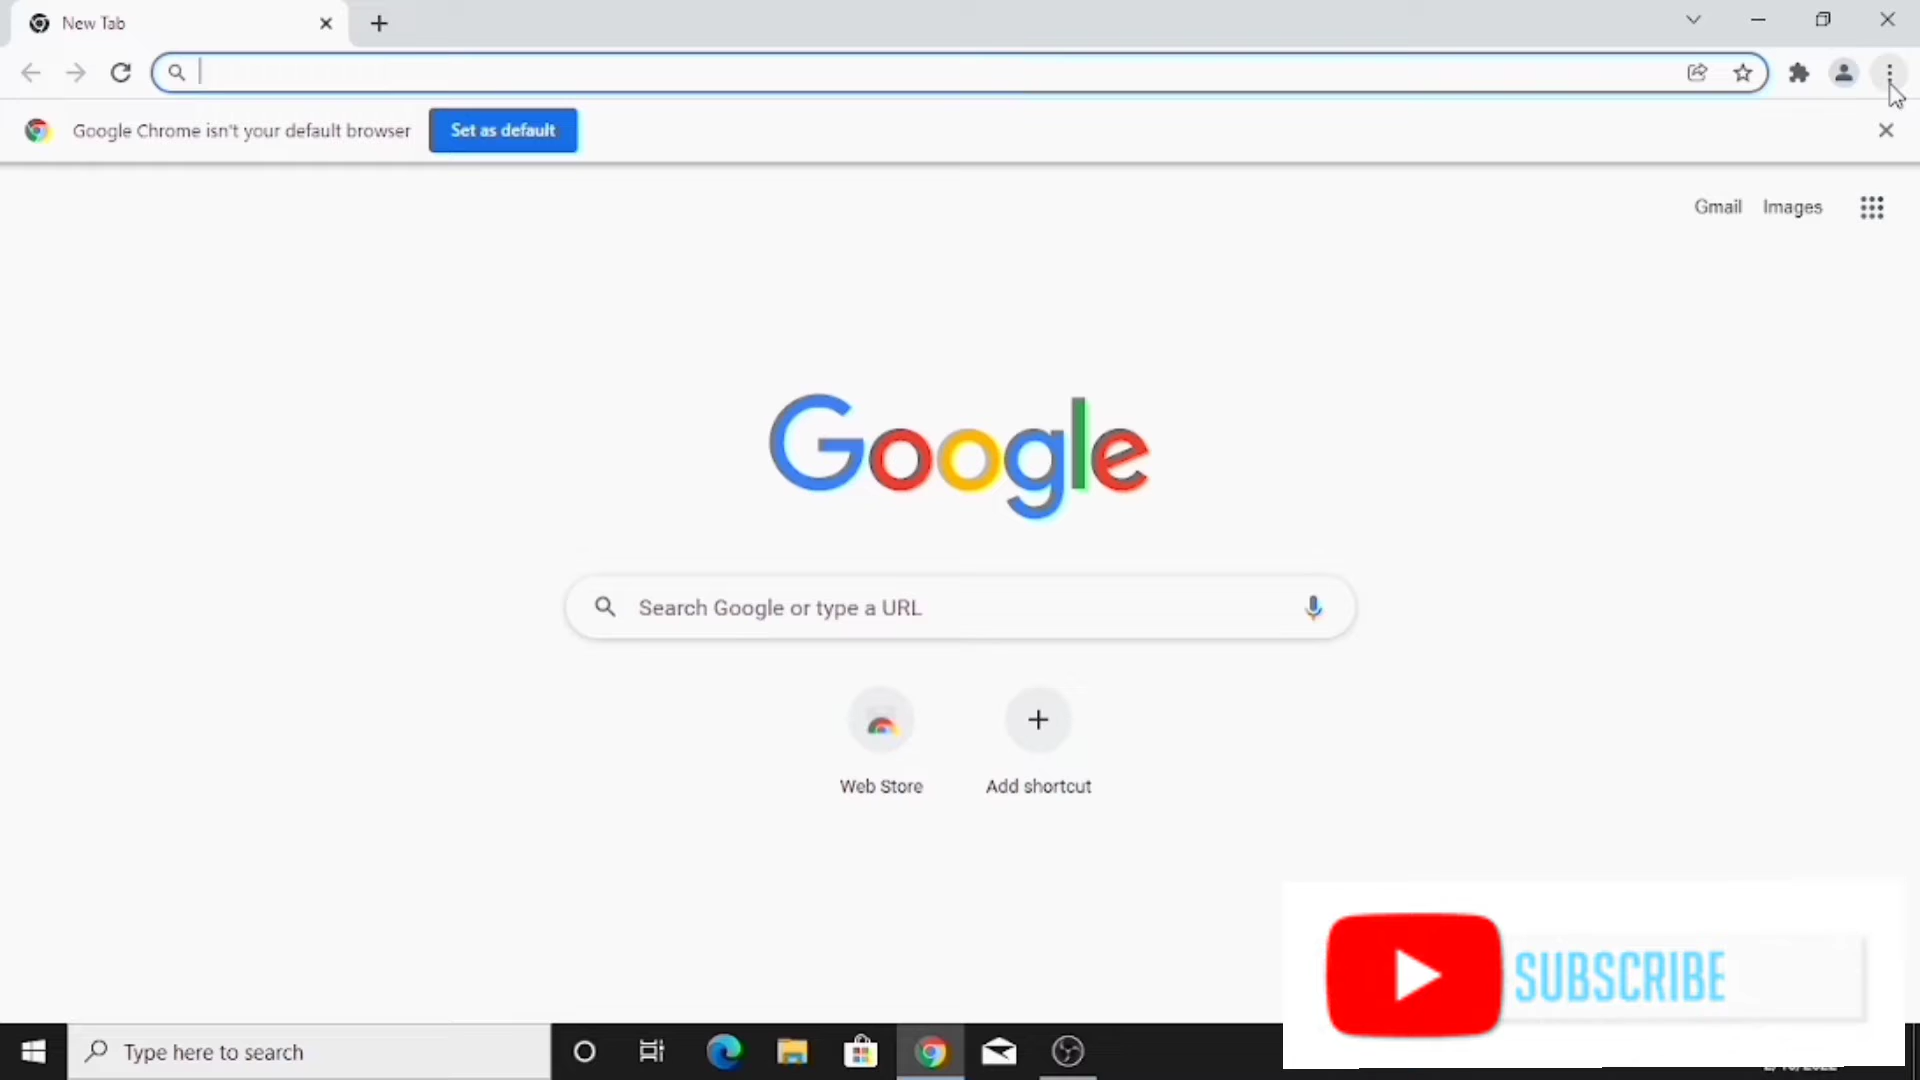 New Tab
Google Chrome isn't your default browser
Set as default
Gmail
Images
Google
Search Google or type a URL
Web Store
Add shortcut
SUBSCRIBE
Type here to search